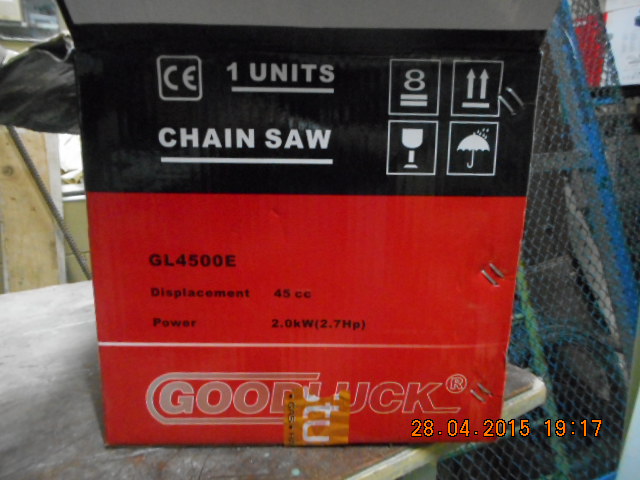 CE
1 UNITS
8
CHAIN SAW
GL4500E
Displacement 45 cc
Power 2.0kW(2.7Hp)
GOODLUCK®
28.04.2015 19:17